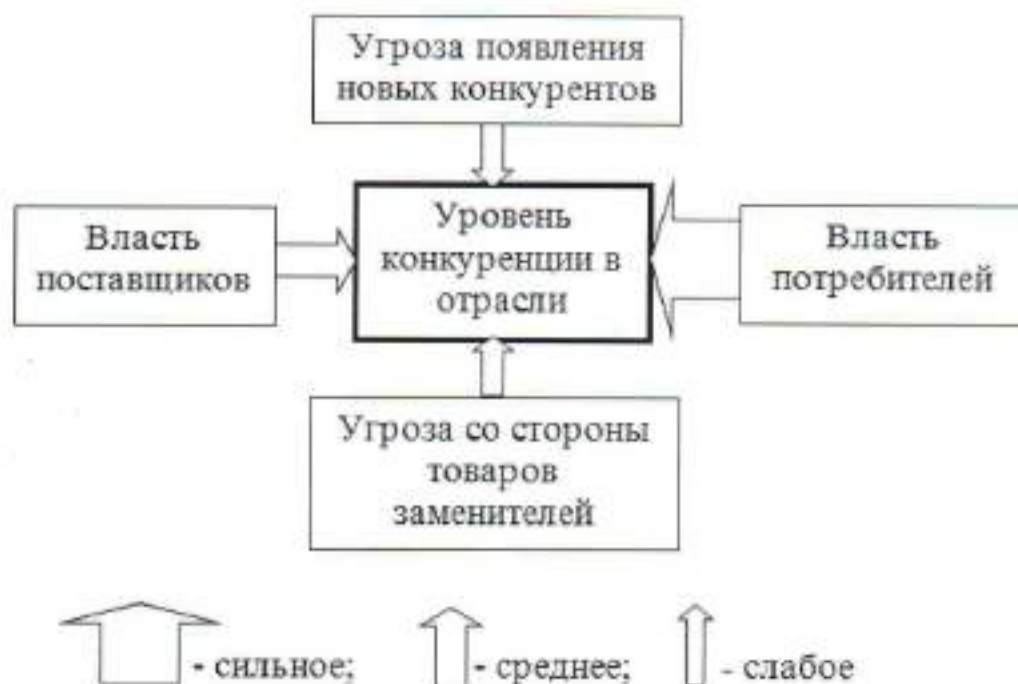 Угроза появления
новых конкурентов
Власть
поставщиков
Уровень
конкуренции в
отрасли
Власть
потребителей
Угроза со стороны
товаров
заменителей
- сильное;
- среднее;
- слабое